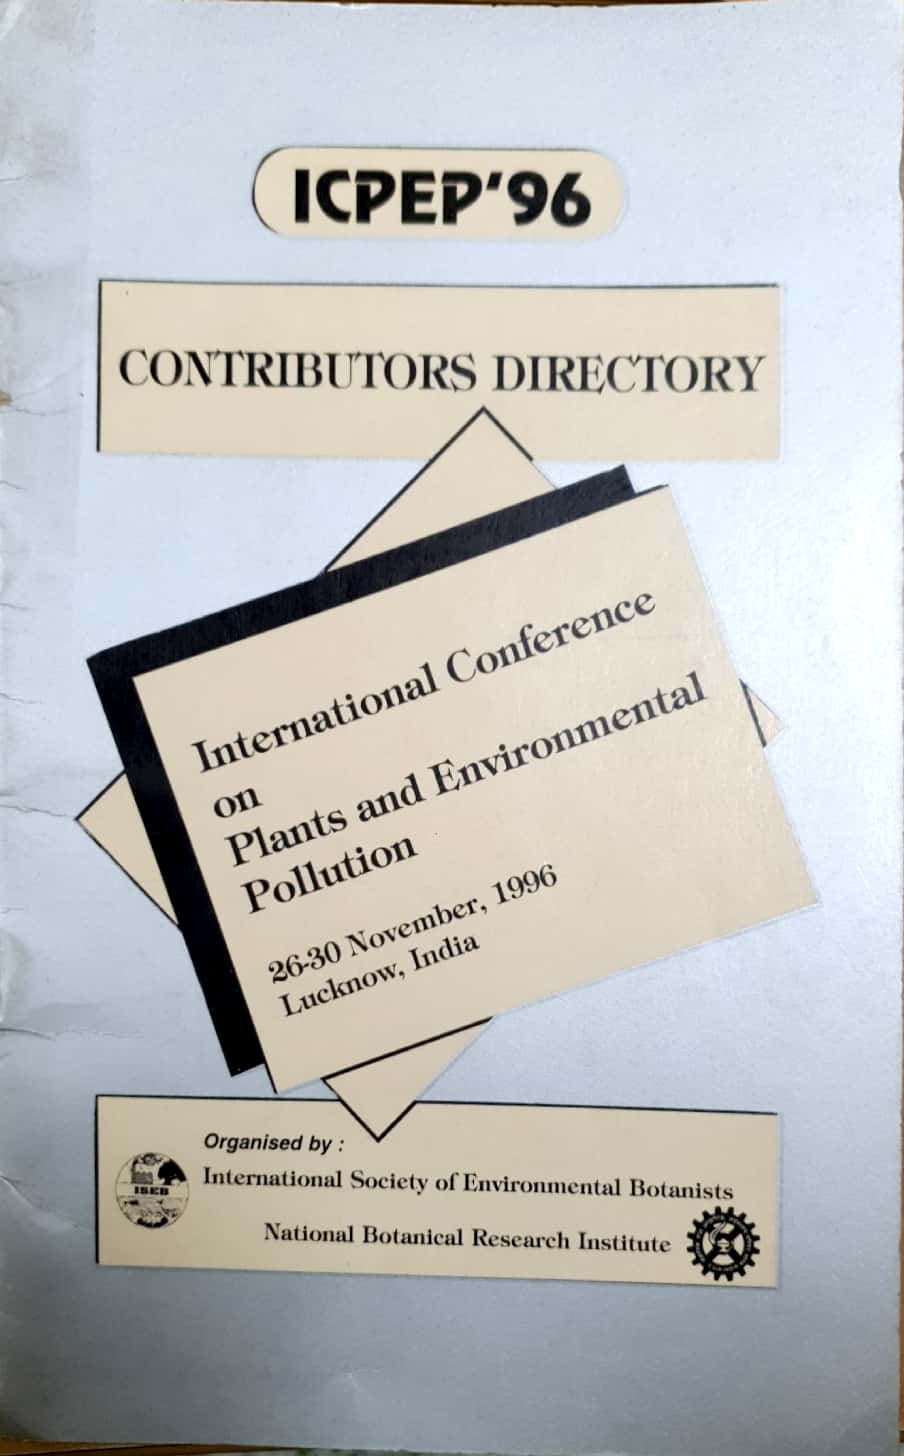 ICPEP'96
CONTRIBUTORS DIRECTORY
International Conference
on
Plants and Environmental
Pollution
26-30 November, 1996
Lucknow, India
Organised by :
International Society of Environmental Botanists
ISEB
National Botanical Research Institute